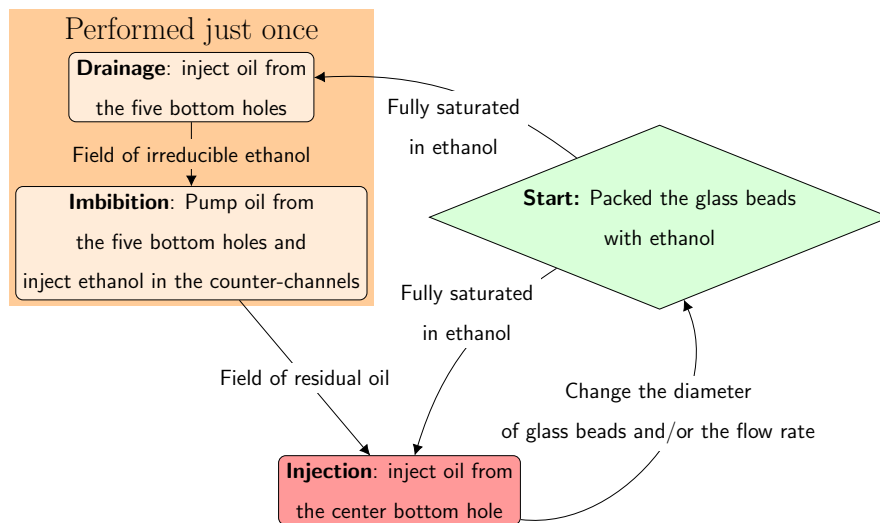 Performed just once
Drainage: inject oil from
the five bottom holes
Field of irreducible ethanol
Imbibition: Pump oil from
the five bottom holes and
inject ethanol in the counter-channels
Fully saturated
in ethanol
Start: Packed the glass beads
with ethanol
Fully saturated
in ethanol
Field of residual oil
Change the diameter
of glass beads and/or the flow rate
Injection: inject oil from
the center bottom hole